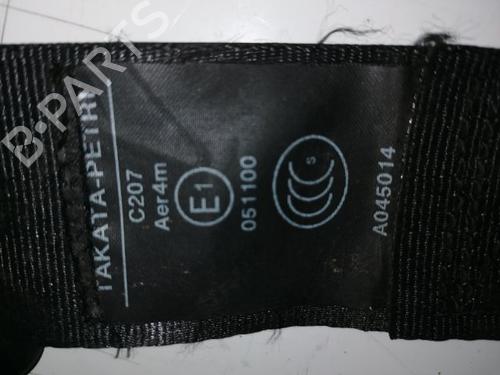 TAKATA-PETRI
C207
Aer4m
E1
051100
CCC S
A045014
B-PARTS